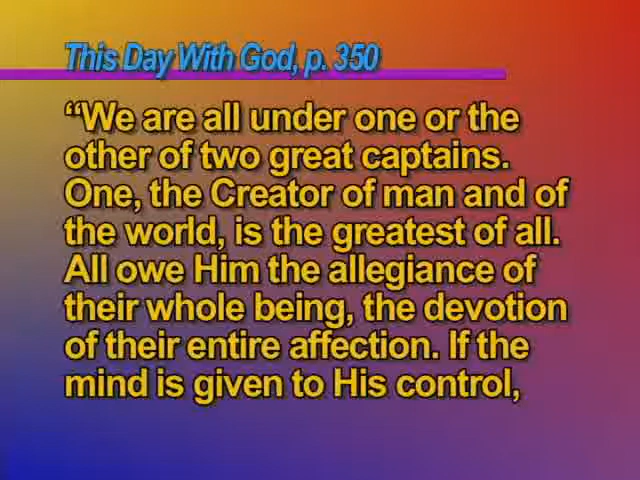 This Day With God, p. 350
“We are all under one or the
other of two great captains.
One, the Creator of man and of
the world, is the greatest of all.
All owe Him the allegiance of
their whole being, the devotion
of their entire affection. If the
mind is given to His control,